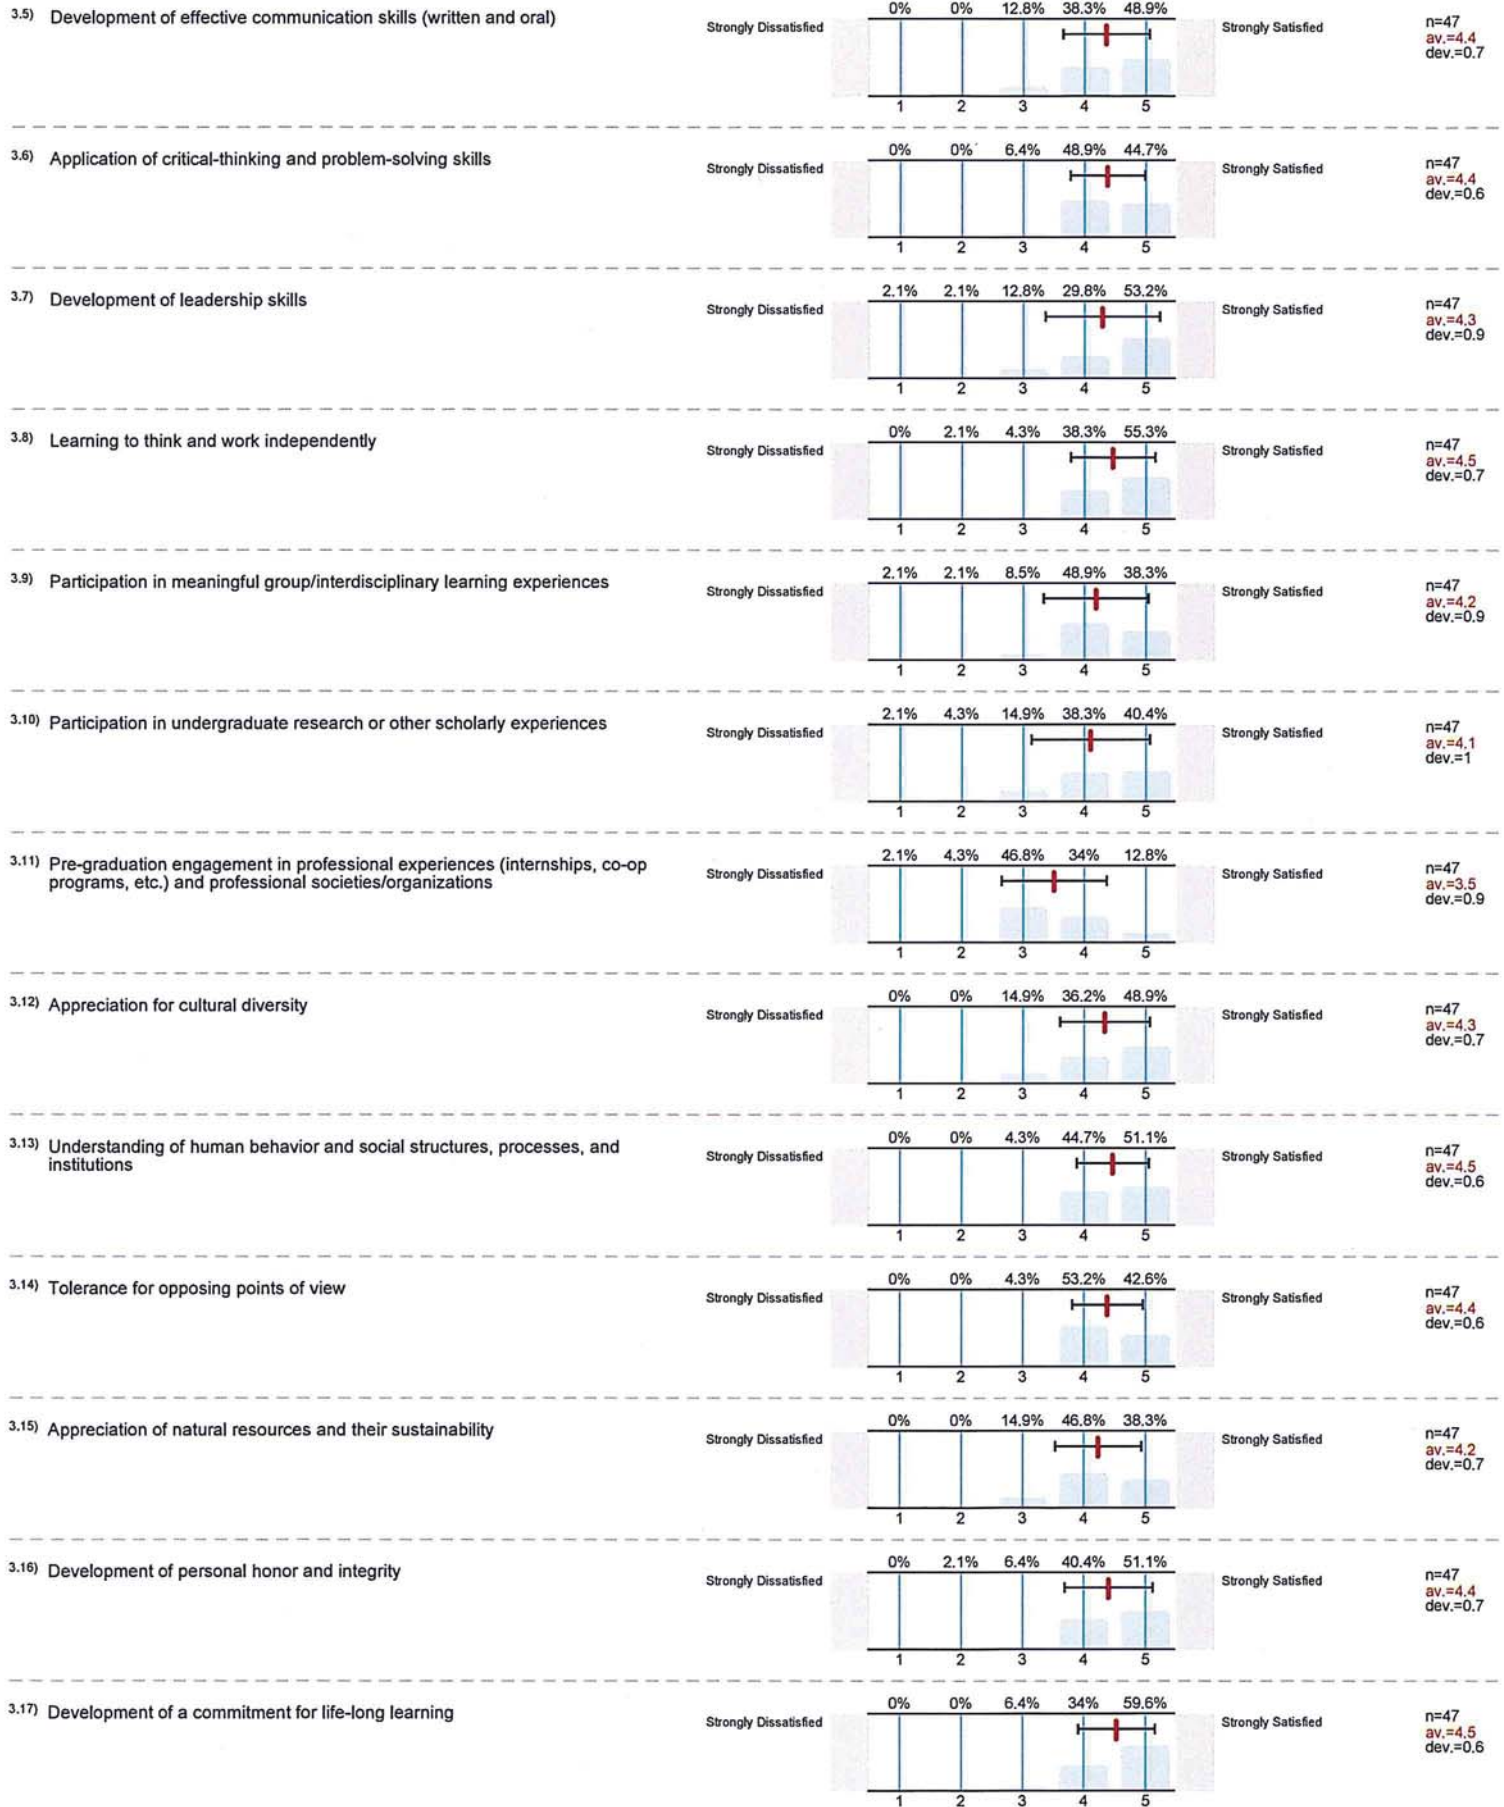 3.5) Development of effective communication skills (written and oral)
0% 0% 12.8% 38.3% 48.9%
Strongly Dissatisfied Strongly Satisfied
n=47
av.=4.4
dev.=0.7
1 2 3 4 5
3.6) Application of critical-thinking and problem-solving skills
0% 0% 6.4% 48.9% 44.7%
Strongly Dissatisfied Strongly Satisfied
n=47
av.=4.4
dev.=0.6
1 2 3 4 5
3.7) Development of leadership skills
2.1% 2.1% 12.8% 29.8% 53.2%
Strongly Dissatisfied Strongly Satisfied
n=47
av.=4.3
dev.=0.9
1 2 3 4 5
3.8) Learning to think and work independently
0% 2.1% 4.3% 38.3% 55.3%
Strongly Dissatisfied Strongly Satisfied
n=47
av.=4.5
dev.=0.7
1 2 3 4 5
3.9) Participation in meaningful group/interdisciplinary learning experiences
2.1% 2.1% 8.5% 48.9% 38.3%
Strongly Dissatisfied Strongly Satisfied
n=47
av.=4.2
dev.=0.9
1 2 3 4 5
3.10) Participation in undergraduate research or other scholarly experiences
2.1% 4.3% 14.9% 38.3% 40.4%
Strongly Dissatisfied Strongly Satisfied
n=47
av.=4.1
dev.=1
1 2 3 4 5
3.11) Pre-graduation engagement in professional experiences (internships, co-op
programs, etc.) and professional societies/organizations
2.1% 4.3% 46.8% 34% 12.8%
Strongly Dissatisfied Strongly Satisfied
n=47
av.=3.5
dev.=0.9
1 2 3 4 5
3.12) Appreciation for cultural diversity
0% 0% 14.9% 36.2% 48.9%
Strongly Dissatisfied Strongly Satisfied
n=47
av.=4.3
dev.=0.7
1 2 3 4 5
3.13) Understanding of human behavior and social structures, processes, and
institutions
0% 0% 4.3% 44.7% 51.1%
Strongly Dissatisfied Strongly Satisfied
n=47
av.=4.5
dev.=0.6
1 2 3 4 5
3.14) Tolerance for opposing points of view
0% 0% 4.3% 53.2% 42.6%
Strongly Dissatisfied Strongly Satisfied
n=47
av.=4.4
dev.=0.6
1 2 3 4 5
3.15) Appreciation of natural resources and their sustainability
0% 0% 14.9% 46.8% 38.3%
Strongly Dissatisfied Strongly Satisfied
n=47
av.=4.2
dev.=0.7
1 2 3 4 5
3.16) Development of personal honor and integrity
0% 2.1% 6.4% 40.4% 51.1%
Strongly Dissatisfied Strongly Satisfied
n=47
av.=4.4
dev.=0.7
1 2 3 4 5
3.17) Development of a commitment for life-long learning
0% 0% 6.4% 34% 59.6%
Strongly Dissatisfied Strongly Satisfied
n=47
av.=4.5
dev.=0.6
1 2 3 4 5